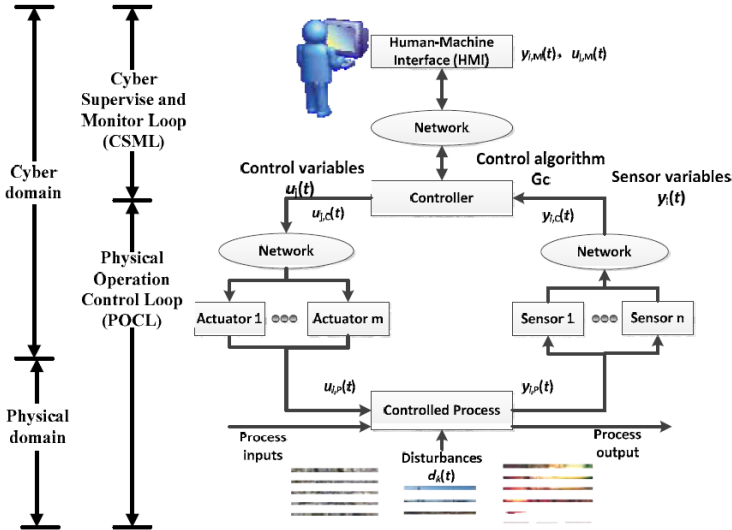 Cyber
domain
Physical
domain
Cyber
Supervise and
Monitor Loop
(CSML)
Physical
Operation
Control Loop
(POCL)
Human-Machine
Interface (HMI)
yi,M(t), uj,M(t)
Network
Control variables
uj(t)
Control algorithm
Gc
Sensor variables
yi(t)
Controller
uj,C(t)
yi,C(t)
Network
Network
Actuator 1
Actuator m
Sensor 1
Sensor n
ui,P(t)
yi,P(t)
Controlled Process
Process
inputs
Process
output
Disturbances
dk(t)